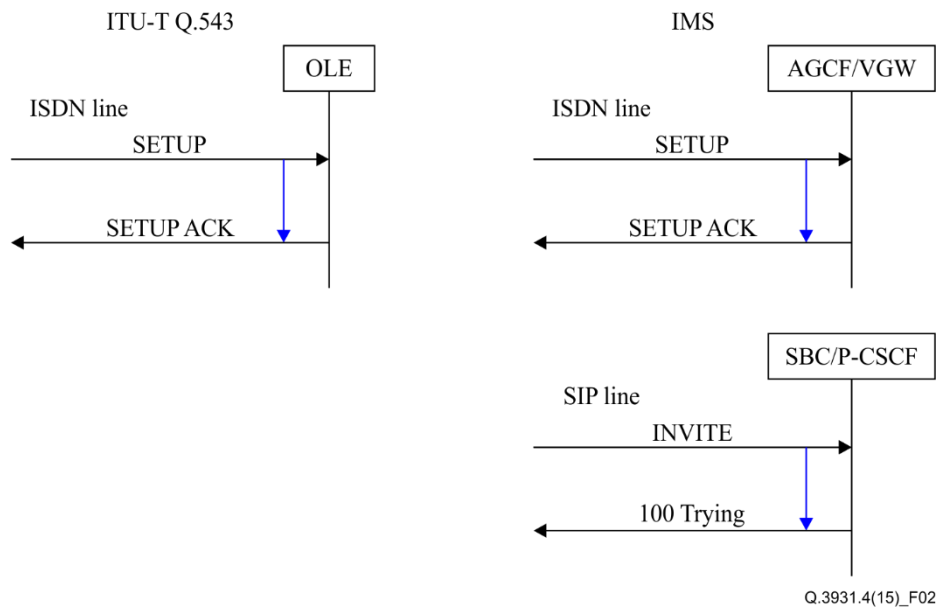 ITU-T Q.543
OLE
ISDN line
SETUP
SETUP ACK
IMS
AGCF/VGW
ISDN line
SETUP
SETUP ACK
SBC/P-CSCF
SIP line
INVITE
100 Trying
Q.3931.4(15)_F02